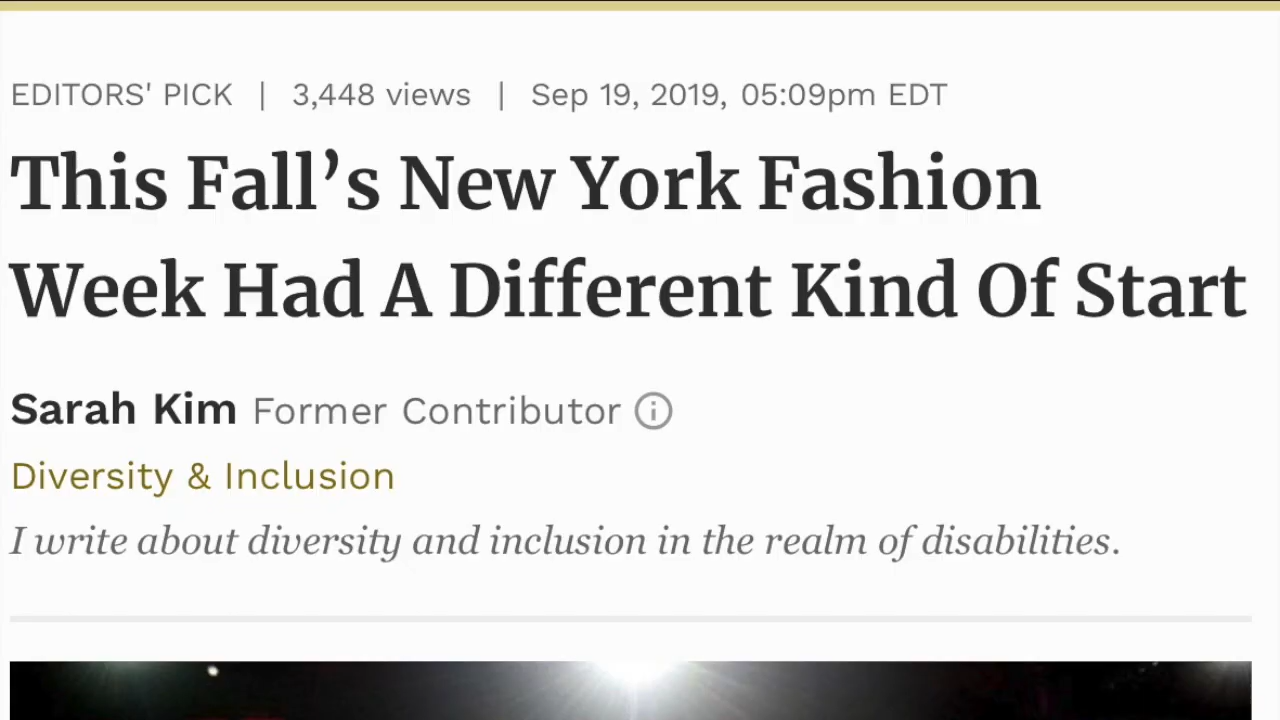 EDITORS' PICK | 3,448 views | Sep 19, 2019, 05:09pm EDT
This Fall’s New York Fashion
Week Had A Different Kind Of Start
Sarah Kim Former Contributor
Diversity & Inclusion
I write about diversity and inclusion in the realm of disabilities.